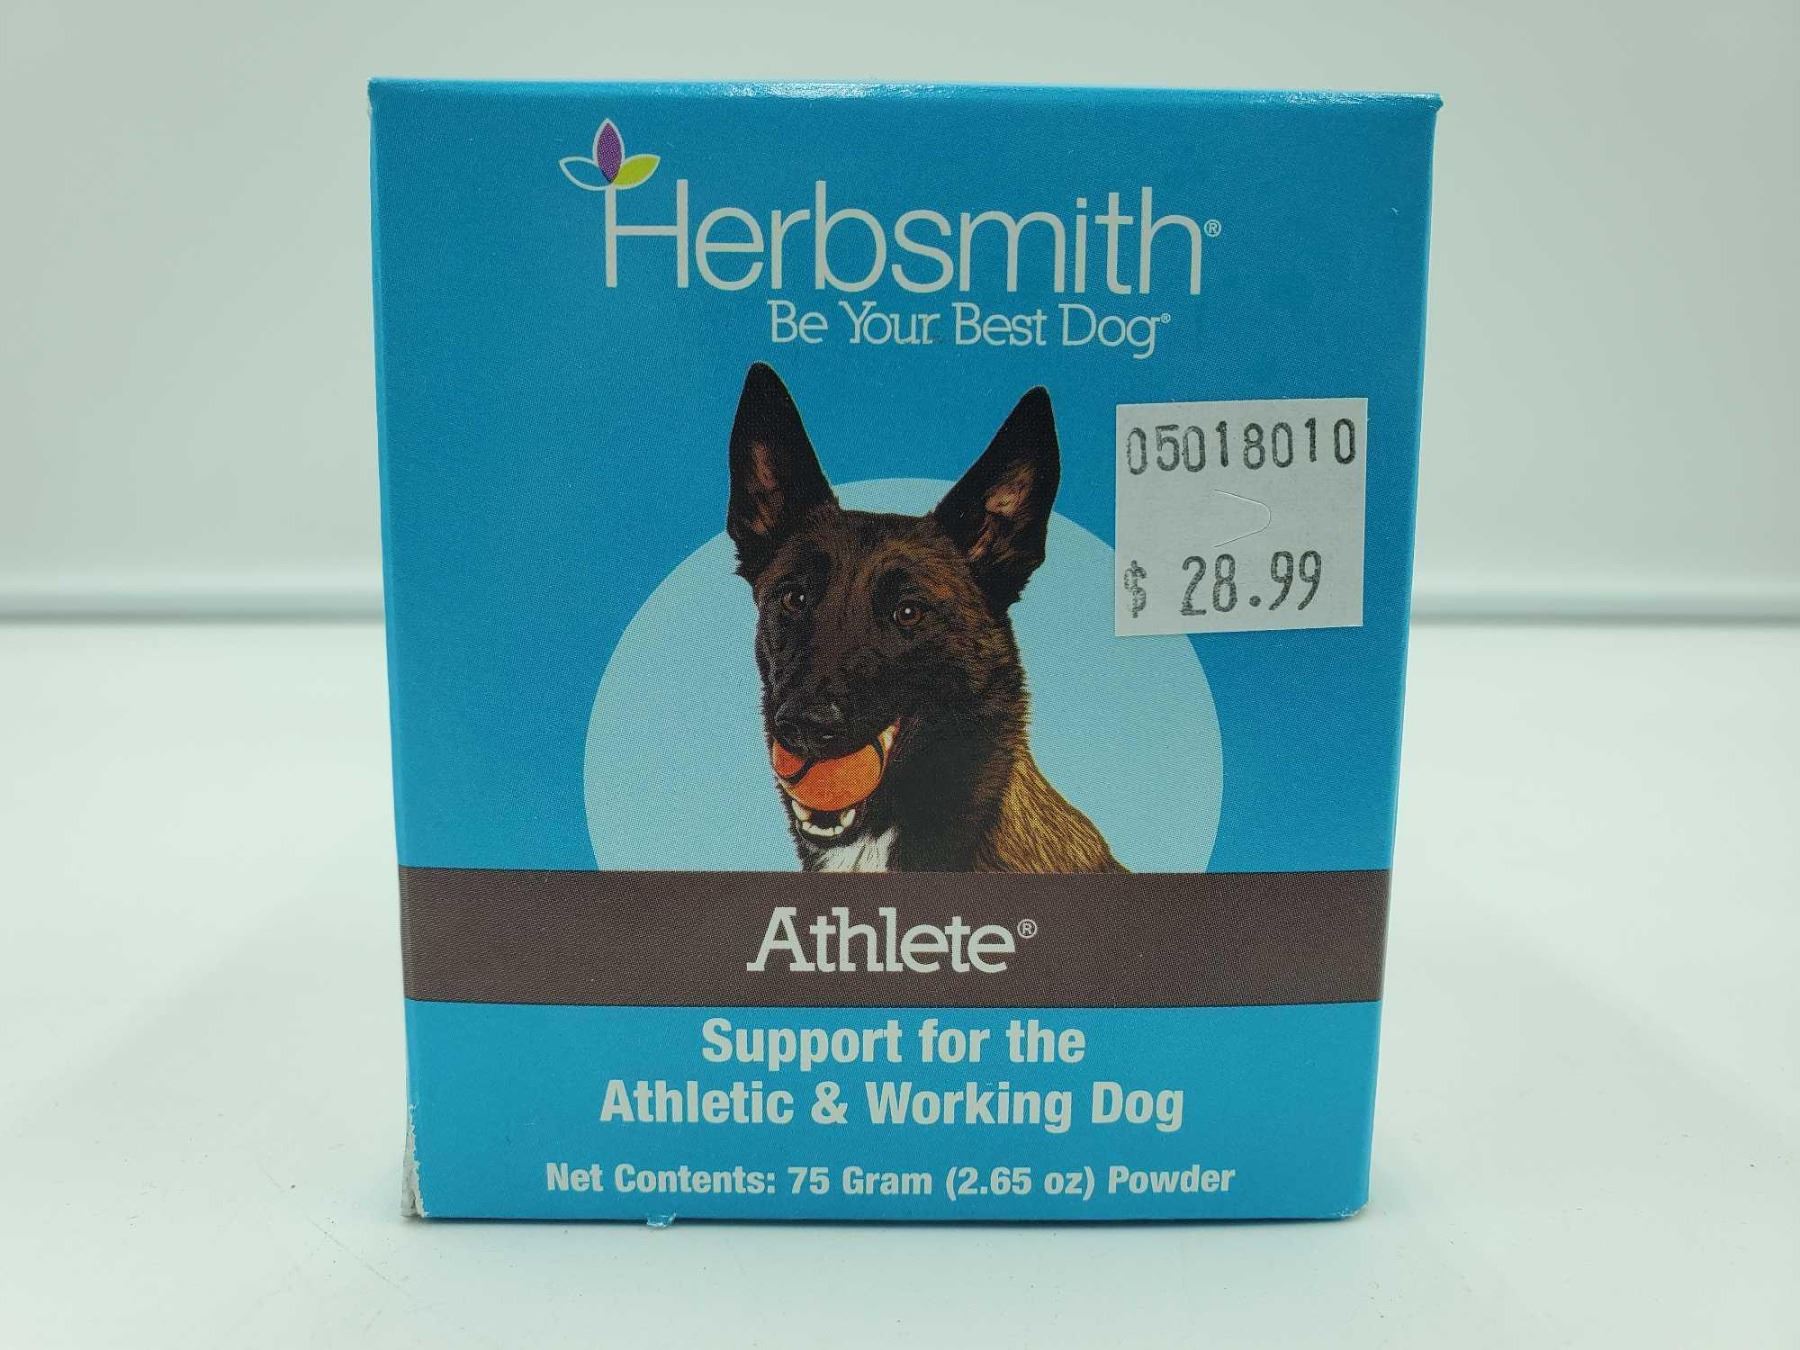 Herbsmith®
Be Your Best Dog®
05018010
$ 28.99
Athlete®
Support for the
Athletic & Working Dog
Net Contents: 75 Gram (2.65 oz) Powder